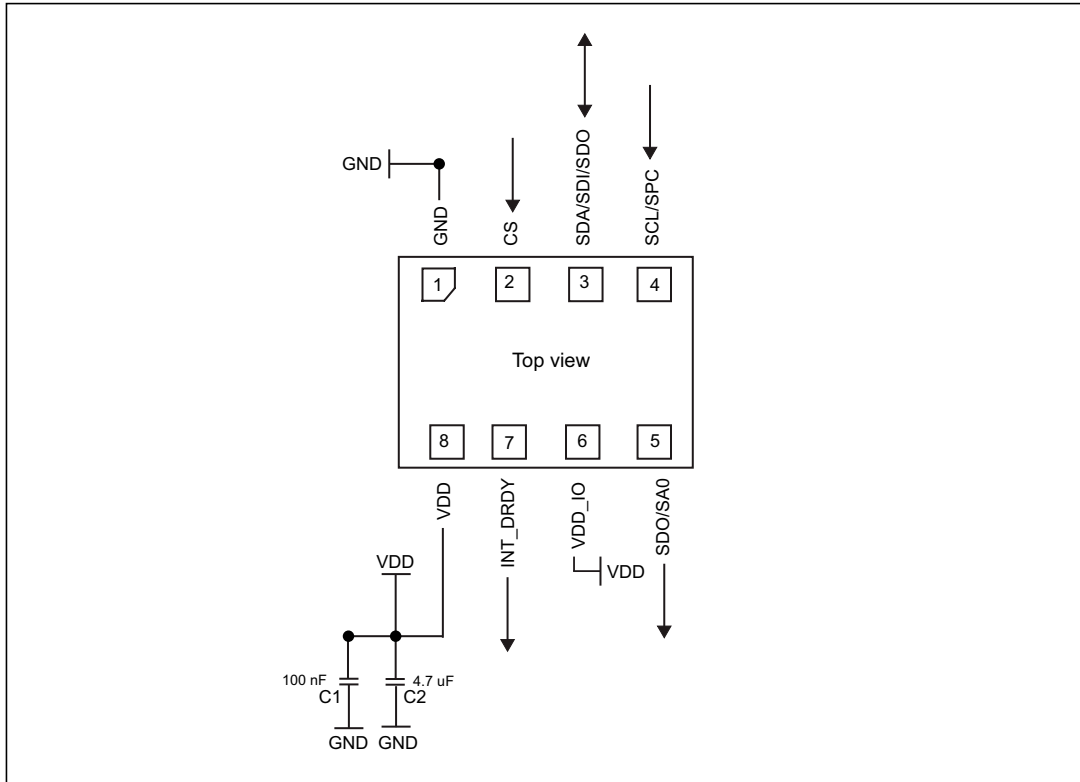 SDA/SDI/SDO
SCL/SPC
GND
GND
CS
1
2
3
4
Top view
8
7
6
5
VDD
INT_DRDY
VDD_IO
SDO/SA0
VDD
VDD
100 nF
C1
4.7 uF
C2
GND
GND